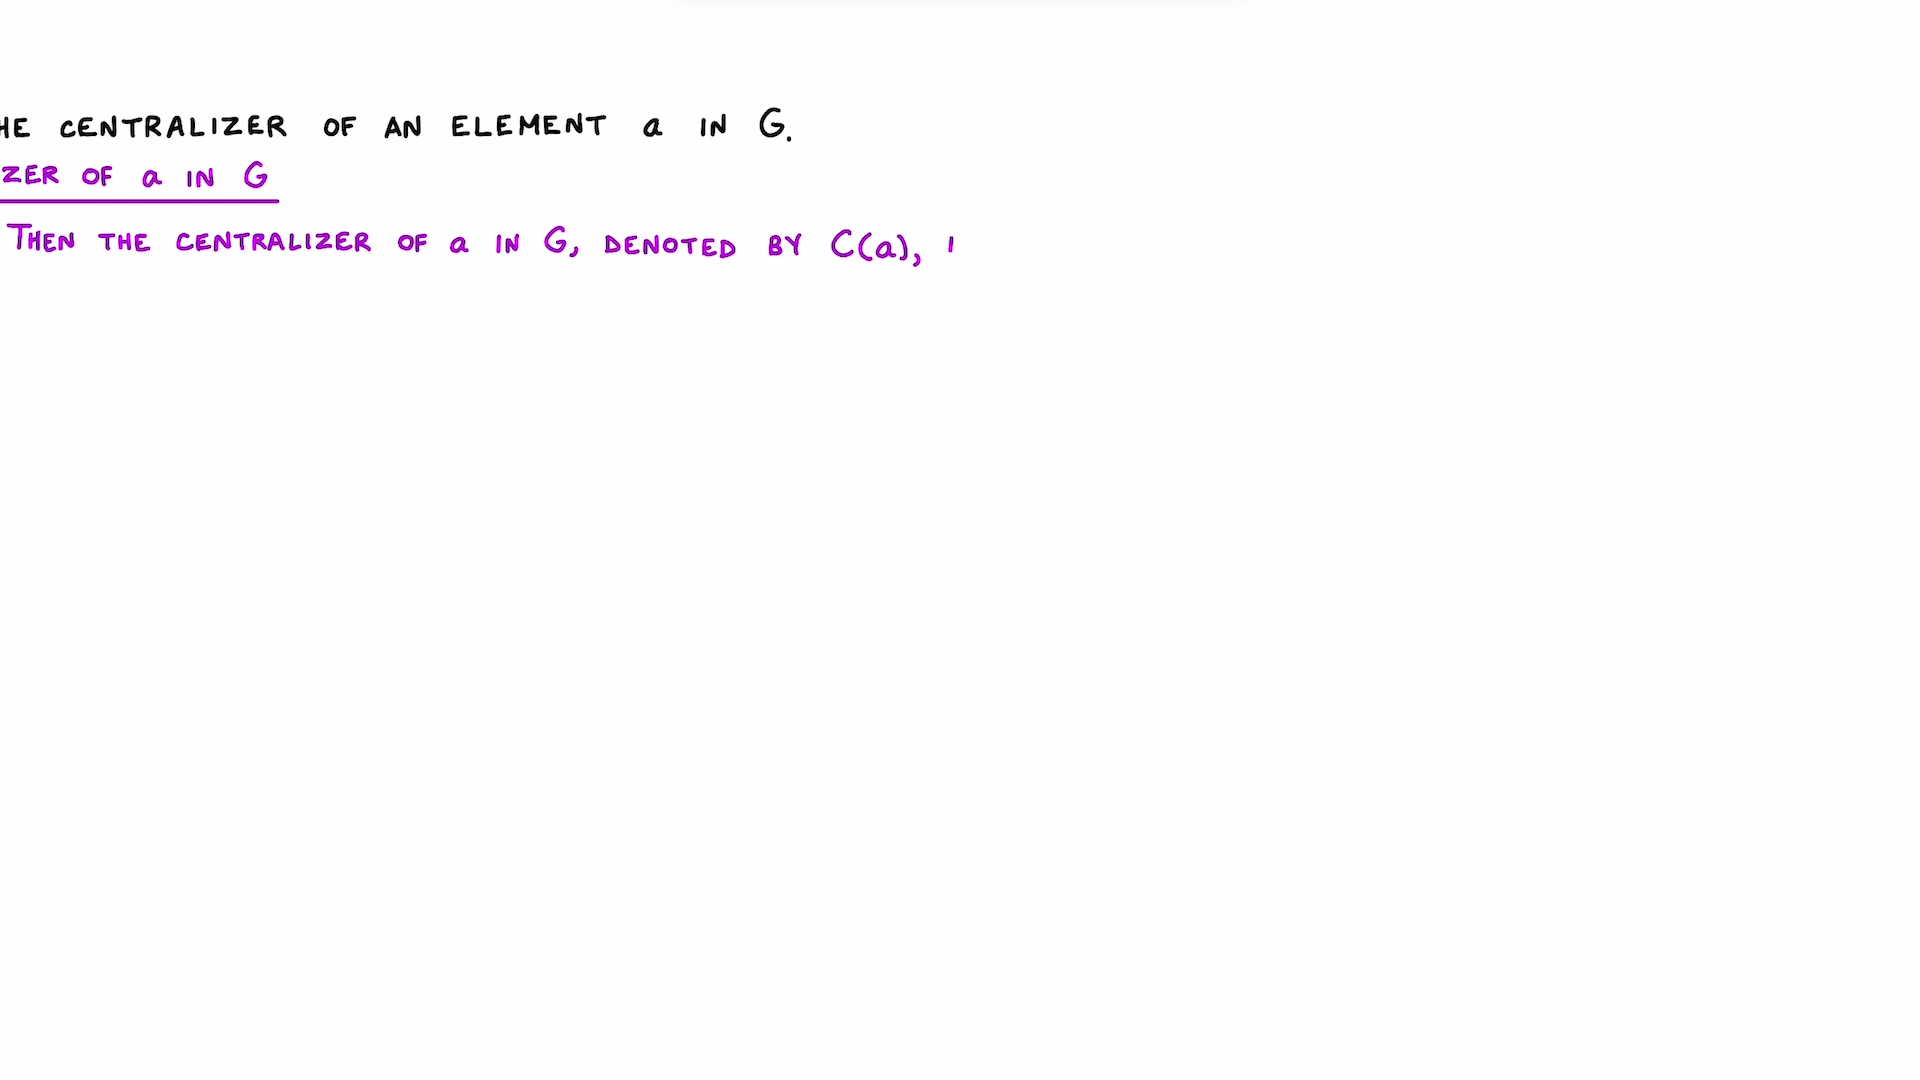 HE CENTRALIZER OF AN ELEMENT a IN G.
ZER OF a IN G
THEN THE CENTRALIZER OF a IN G, DENOTED BY C(a), I